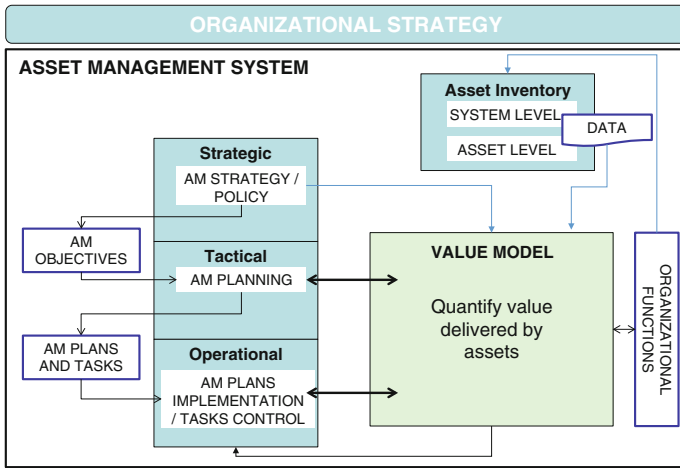 ORGANIZATIONAL STRATEGY
ASSET MANAGEMENT SYSTEM
Asset Inventory
SYSTEM LEVEL
DATA
ASSET LEVEL
Strategic
AM STRATEGY /
POLICY
AM
OBJECTIVES
Tactical
AM PLANNING
VALUE MODEL
Quantify value
delivered by
assets
ORGANIZATIONAL
FUNCTIONS
AM PLANS
AND TASKS
Operational
AM PLANS
IMPLEMENTATION
/ TASKS CONTROL